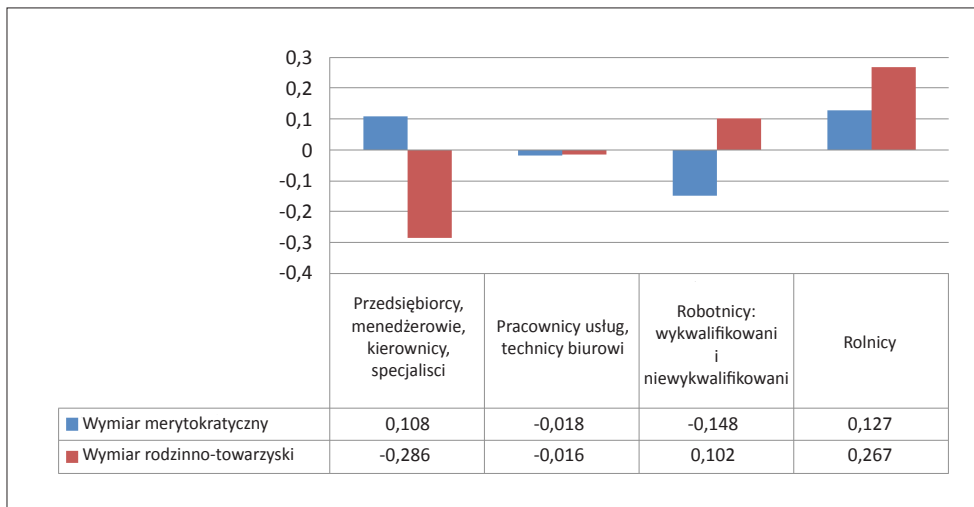 0,3
0,2
0,1
0
-0,1
-0,2
-0,3
-0,4
Przedsiębiorcy,
menedżerowie,
kierownicy,
specjalisci
Pracownicy usług,
technicy biurowi
Robotnicy:
wykwalifikowani
i
niewykwalifikowani
Rolnicy
Wymiar merytokratyczny 0,108 -0,018 -0,148 0,127
Wymiar rodzinno-towarzyski -0,286 -0,016 0,102 0,267